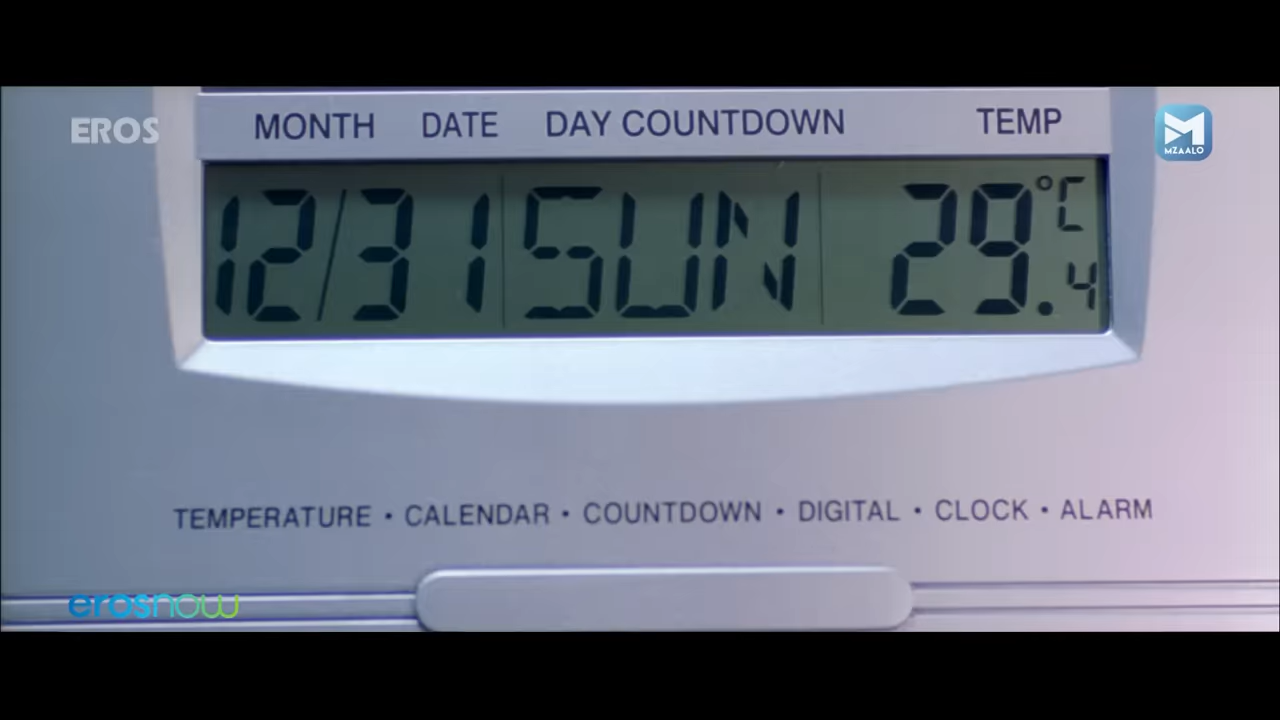 MONTH DATE DAY COUNTDOWN TEMP
EROS
MZAALO
12/31 SUN 29.4°C
TEMPERATURE • CALENDAR • COUNTDOWN • DIGITAL • CLOCK • ALARM
erosnow